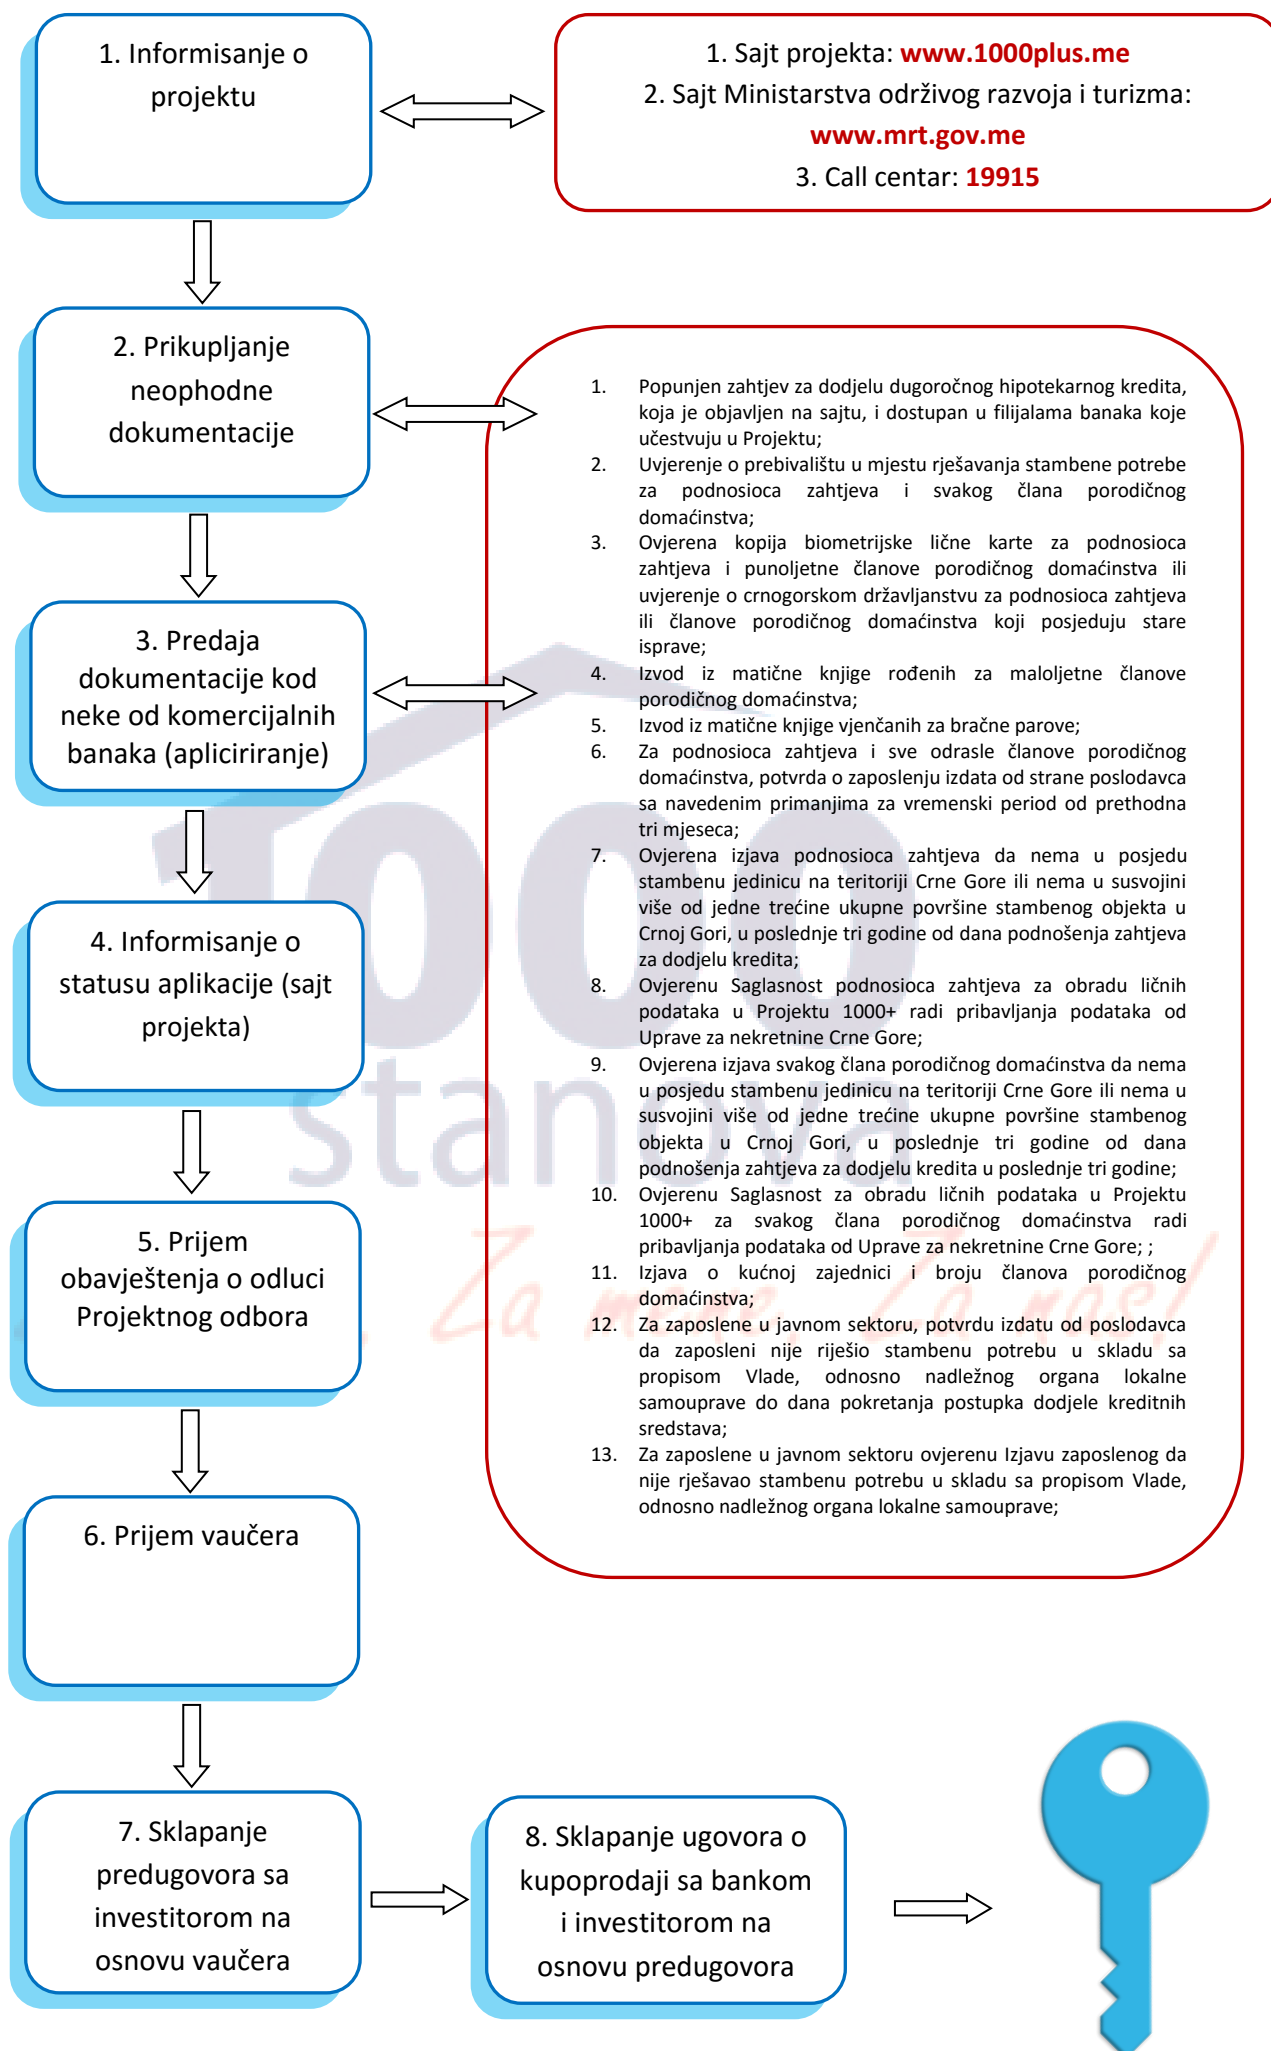 1. Informisanje o
projektu
1. Sajt projekta: www.1000plus.me
2. Sajt Ministarstva održivog razvoja i turizma:
www.mrt.gov.me
3. Call centar: 19915
2. Prikupljanje
neophodne
dokumentacije
1. Popunjen zahtjev za dodjelu dugoročnog hipotekarnog kredita,
koja je objavljen na sajtu, i dostupan u filijalama banaka koje
učestvuju u Projektu;
2. Uvjerenje o prebivalištu u mjestu rješavanja stambene potrebe
za podnosioca zahtjeva i svakog člana porodičnog
domaćinstva;
3. Ovjerena kopija biometrijske lične karte za podnosioca
zahtjeva i punoljetne članove porodičnog domaćinstva ili
uvjerenje o crnogorskom državljanstvu za podnosioca zahtjeva
ili članove porodičnog domaćinstva koji posjeduju stare
isprave;
4. Izvod iz matične knjige rođenih za maloljetne članove
porodičnog domaćinstva;
5. Izvod iz matične knjige vjenčanih za bračne parove;
6. Za podnosioca zahtjeva i sve odrasle članove porodičnog
domaćinstva, potvrda o zaposlenju izdata od strane poslodavca
sa navedenim primanjima za vremenski period od prethodna
tri mjeseca;
7. Ovjerena izjava podnosioca zahtjeva da nema u posjedu
stambenu jedinicu na teritoriji Crne Gore ili nema u susvojini
više od jedne trećine ukupne površine stambenog objekta u
Crnoj Gori, u poslednje tri godine od dana podnošenja zahtjeva
za dodjelu kredita;
8. Ovjerenu Saglasnost podnosioca zahtjeva za obradu ličnih
podataka u Projektu 1000+ radi pribavljanja podataka od
Uprave za nekretnine Crne Gore;
9. Ovjerena izjava svakog člana porodičnog domaćinstva da nema
u posjedu stambenu jedinicu na teritoriji Crne Gore ili nema u
susvojini više od jedne trećine ukupne površine stambenog
objekta u Crnoj Gori, u poslednje tri godine od dana
podnošenja zahtjeva za dodjelu kredita u poslednje tri godine;
10. Ovjerenu Saglasnost za obradu ličnih podataka u Projektu
1000+ za svakog člana porodičnog domaćinstva radi
pribavljanja podataka od Uprave za nekretnine Crne Gore; ;
11. Izjava o kućnoj zajednici i broju članova porodičnog
domaćinstva;
12. Za zaposlene u javnom sektoru, potvrdu izdatu od poslodavca
da zaposleni nije riješio stambenu potrebu u skladu sa
propisom Vlade, odnosno nadležnog organa lokalne
samouprave do dana pokretanja postupka dodjele kreditnih
sredstava;
13. Za zaposlene u javnom sektoru ovjerenu Izjavu zaposlenog da
nije rješavao stambenu potrebu u skladu sa propisom Vlade,
odnosno nadležnog organa lokalne samouprave;
3. Predaja
dokumentacije kod
neke od komercijalnih
banaka (apliciriranje)
4. Informisanje o
statusu aplikacije (sajt
projekta)
5. Prijem
obavještenja o odluci
Projektnog odbora
6. Prijem vaučera
7. Sklapanje
predugovora sa
investitorom na
osnovu vaučera
8. Sklapanje ugovora o
kupoprodaji sa bankom
i investitorom na
osnovu predugovora
1000
stanova
Za mene. Za nas!